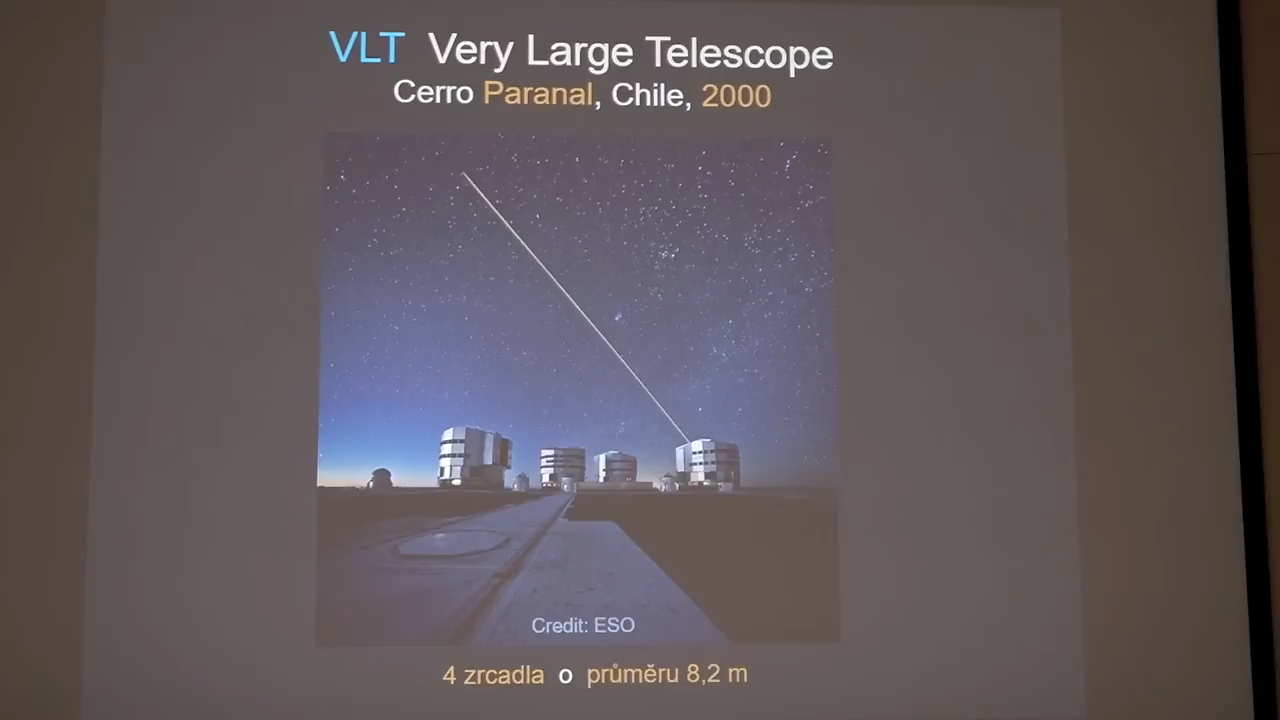 VLT Very Large Telescope
Cerro Paranal, Chile, 2000
Credit: ESO
4 zrcadla o průměru 8,2 m